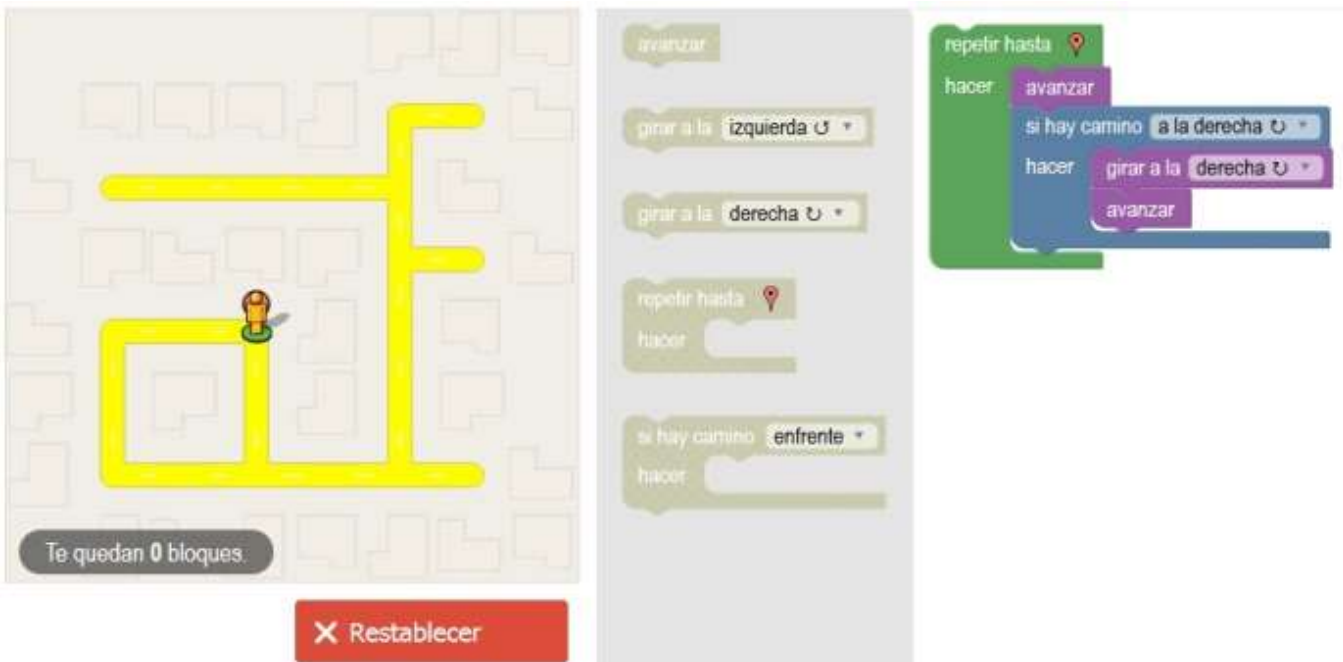 Te quedan 0 bloques.
Restablecer
avanzar
girar a la izquierda ↺
girar a la derecha ↻
repetir hasta
hacer
si hay camino enfrente
hacer
repetir hasta
hacer
avanzar
si hay camino a la derecha ↻
hacer
girar a la derecha ↻
avanzar